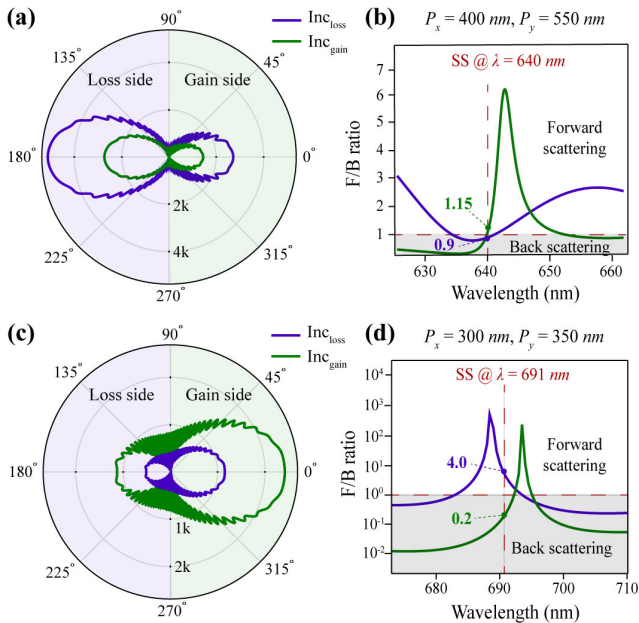 (a)
90°
Inc_loss
Inc_gain
135°
45°
Loss side
Gain side
180°
0°
2k
4k
225°
315°
270°
(b)
P_x = 400 nm, P_y = 550 nm
SS @ λ = 640 nm
F/B ratio
7
6
5
4
3
2
1
Forward
scattering
1.15
0.9
Back scattering
630
640
650
660
Wavelength (nm)
(c)
90°
Inc_loss
Inc_gain
135°
45°
Loss side
Gain side
180°
0°
1k
2k
225°
315°
270°
(d)
P_x = 300 nm, P_y = 350 nm
SS @ λ = 691 nm
F/B ratio
10^4
10^3
10^2
10^1
10^0
10^-1
10^-2
Forward
scattering
4.0
0.2
Back scattering
680
690
700
710
Wavelength (nm)